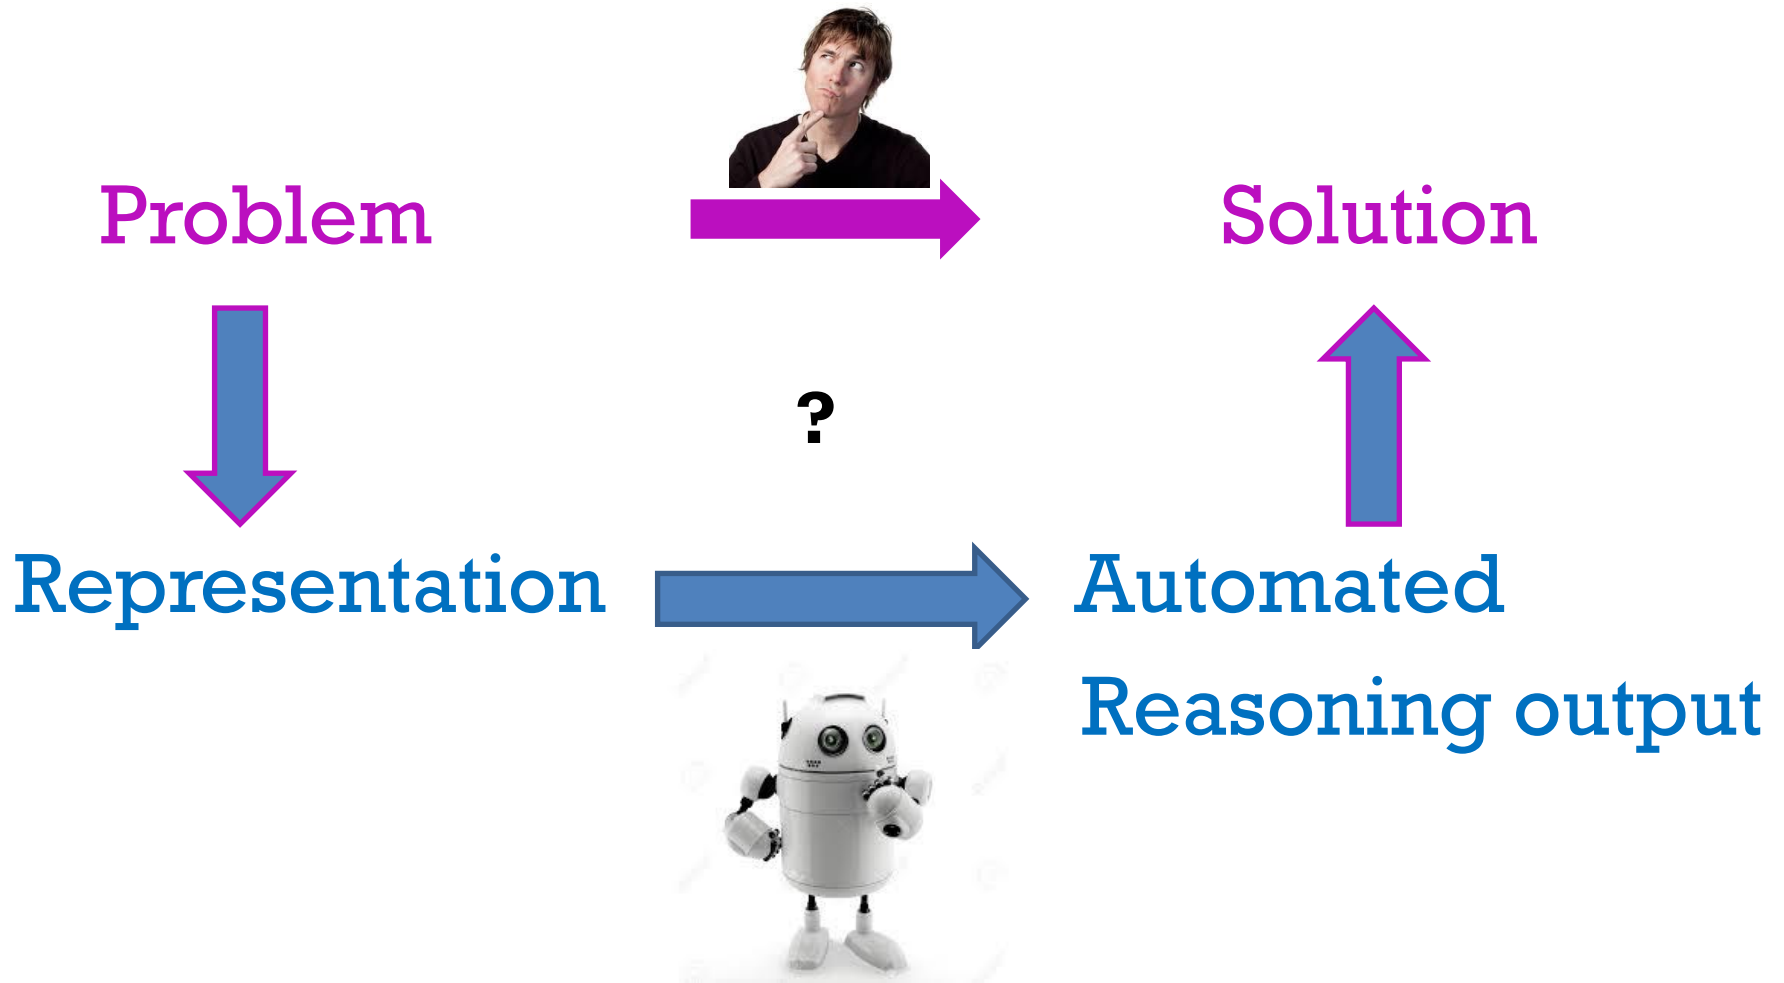 Problem
Solution
?
Representation
Automated
Reasoning output